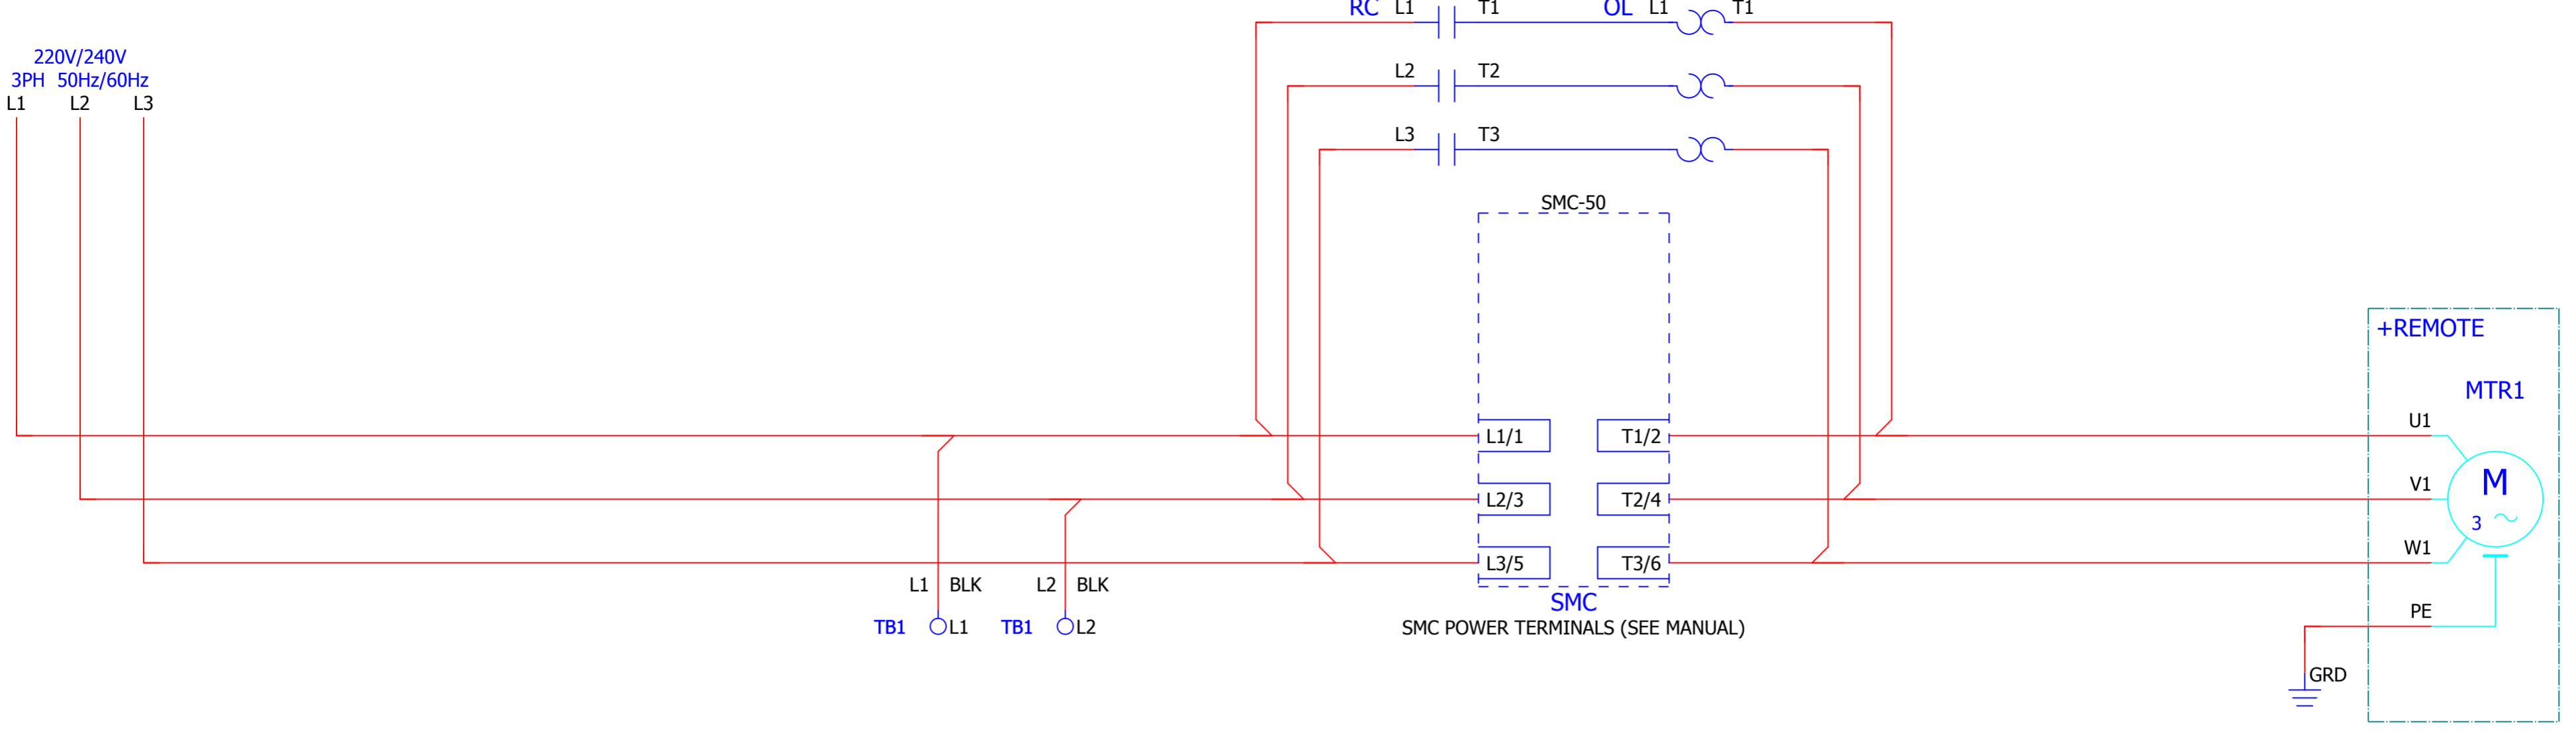 RC L1 T1 OL L1 T1
220V/240V
3PH 50Hz/60Hz
L1 L2 L3
L2 T2
L3 T3
SMC-50
+REMOTE
MTR1
U1
L1/1 T1/2
V1
M
3
L2/3 T2/4
W1
L3/5 T3/6
L1 BLK L2 BLK
SMC
PE
TB1 L1 TB1 L2
SMC POWER TERMINALS (SEE MANUAL)
GRD